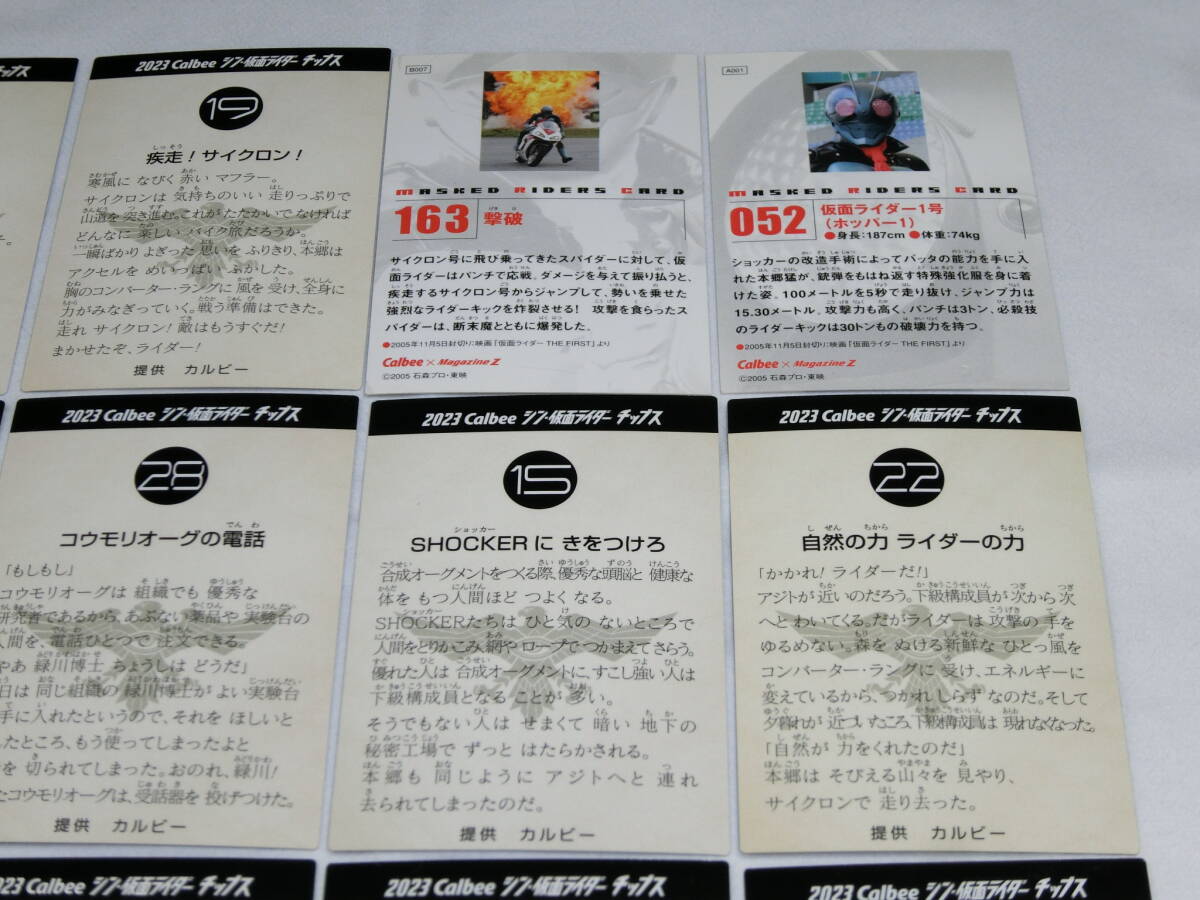 チップス
2023 Calbee シン・仮面ライダー チップス
19
疾走！サイクロン！
寒風に なびく 赤い マフラー。
サイクロンは 気持ちのいい 走りっぷりで
山道を 突き進む。これが たたかいで なければ
どんなに 楽しい バイク旅だろうか。
一瞬ばかり よぎった 思いを ふりきり、本郷は
アクセルを めいっぱい ふかした。
胸のコンバーター・ラングに 風を 受け、全身に
力が みなぎっていく。戦う 準備は できた。
走れ サイクロン！敵は もうすぐだ！
まかせたぞ、ライダー！
提供 カルビー
B007
MASKED RIDERS CARD
163 撃破
サイクロン号に飛び乗ってきたスパイダーに対して、仮
面ライダーはパンチで応戦。ダメージを与えて振り払うと、
疾走するサイクロン号からジャンプして、勢いを乗せた
強烈なライダーキックを炸裂させる！ 攻撃を食らったス
パイダーは、断末魔とともに爆発した。
●2005年11月5日封切り：映画「仮面ライダー THE FIRST」より
Calbee × Magazine Z
©2005 石森プロ・東映
A001
MASKED RIDERS CARD
052 仮面ライダー1号
（ホッパー1）
●身長：187cm ●体重：74kg
ショッカーの改造手術によってバッタの能力を手に入
れた本郷猛が、銃弾をもはね返す特殊強化服を身に着
けた姿。100メートルを5秒で走り抜け、ジャンプ力は
15.30メートル。攻撃力も高く、パンチは3トン、必殺技
のライダーキックは30トンもの破壊力を持つ。
●2005年11月5日封切り：映画「仮面ライダー THE FIRST」より
Calbee × Magazine Z
©2005 石森プロ・東映
2023 Calbee シン・仮面ライダー チップス
28
コウモリオーグの電話
「もしもし」
コウモリオーグは 組織でも 優秀な
研究者であるから、あぶない薬品や 実験台の
人間を、電話ひとつで 注文できる。
やあ 緑川博士 ちょうしは どうだ」
日は 同じ組織の 緑川博士が よい実験台
手に入れたというので、それを ほしいと
したところ、もう使ってしまったよと
を 切られてしまった。おのれ、緑川！
たコウモリオーグは、受話器を 投げつけた。
提供 カルビー
2023 Calbee シン・仮面ライダー チップス
15
SHOCKERに きをつけろ
合成オーグメントをつくる際、優秀な頭脳と 健康な
体を もつ人間ほど つよく なる。
SHOCKERたちは ひと気の ないところで
人間をとりかこみ、網や ロープで つかまえてさらう。
優れた人は 合成オーグメントに、すこし強い人は
下級構成員となる ことが 多い。
そうでもない人は せまくて 暗い 地下の
秘密工場で ずっと はたらかされる。
本郷も 同じように アジトへと 連れ
去られてしまったのだ。
提供 カルビー
2023 Calbee シン・仮面ライダー チップス
22
自然の力 ライダーの力
「かかれ！ライダーだ！」
アジトが 近いのだろう。下級構成員が 次から 次
へと わいてくる。だがライダーは 攻撃の 手を
ゆるめない。森を ぬける新鮮な ひとっ風を
コンバーター・ラングに 受け、エネルギーに
変えているから、つかれしらずなのだ。そして
夕暮れが 近づいたころ、下級構成員は 現れなくなった。
「自然が 力をくれたのだ」
本郷は そびえる山々を 見やり、
サイクロンで 走り去った。
提供 カルビー
2023 Calbee シン・仮面ライダー チップス
2023 Calbee シン・仮面ライダー チップス
2023 Calbee シン・仮面ライダー チップス